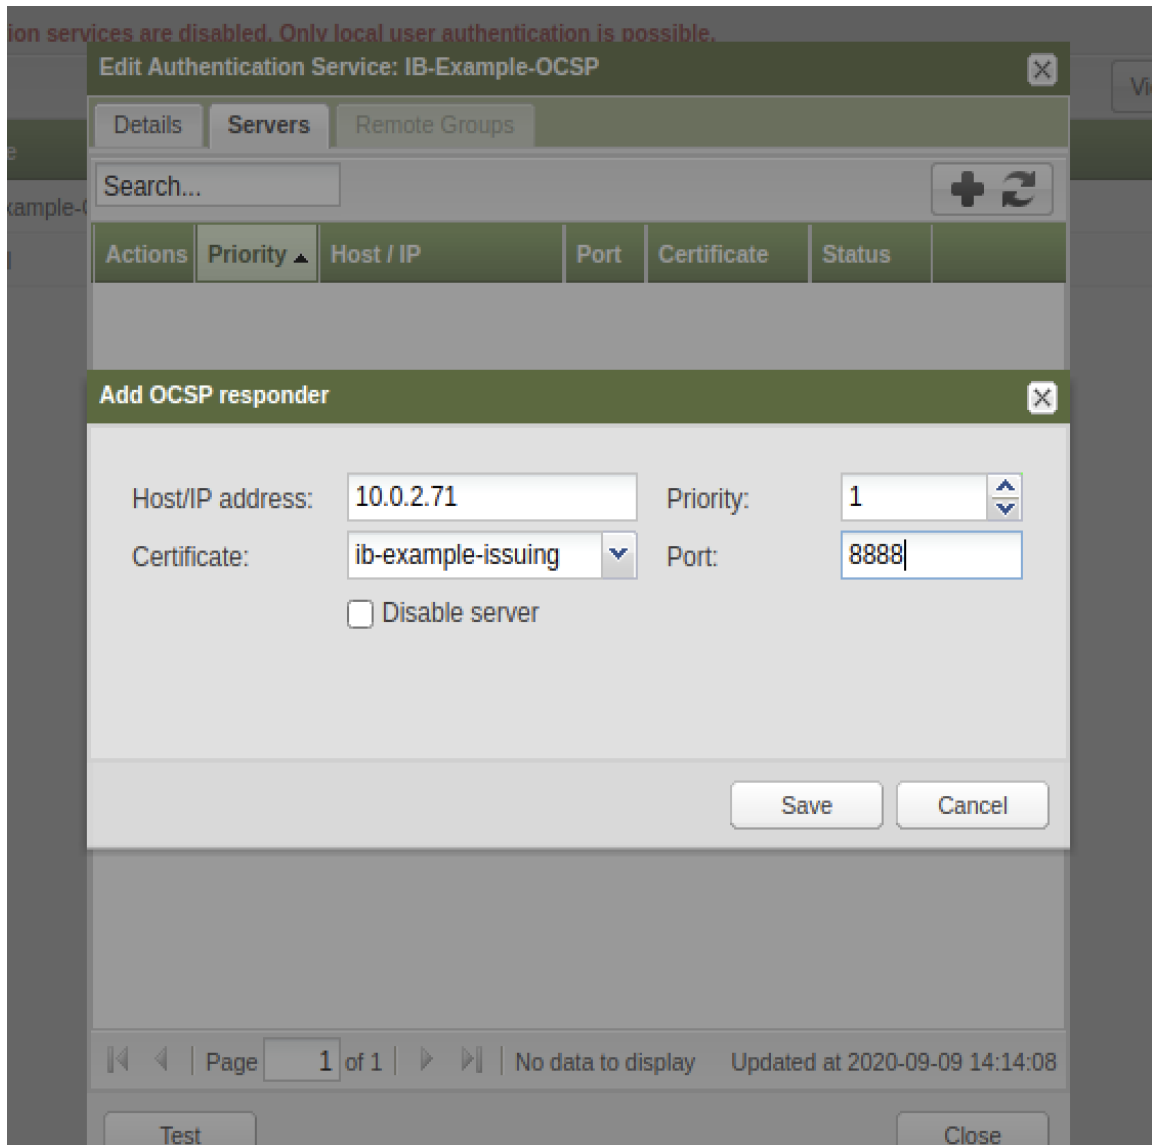 ion services are disabled. Only local user authentication is possible.
Edit Authentication Service: IB-Example-OCSP
Details Servers Remote Groups
Search...
Actions Priority Host / IP Port Certificate Status
Add OCSP responder
Host/IP address: 10.0.2.71 Priority: 1
Certificate: ib-example-issuing Port: 8888
Disable server
Save Cancel
Page 1 of 1 No data to display Updated at 2020-09-09 14:14:08
Test Close